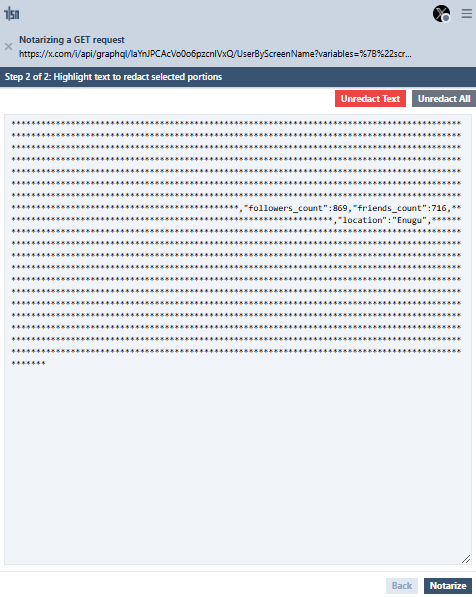 TLSN
Notarizing a GET request
https://x.com/i/api/graphql/laYnJPCAcVo0o6pzcnlVxQ/UserByScreenName?variables=%7B%22scr...
Step 2 of 2: Highlight text to redact selected portions
Unredact Text
Unredact All
******************************************************************************************
******************************************************************************************
******************************************************************************************
******************************************************************************************
******************************************************************************************
******************************************************************************************
******************************************************************************************
**********************************************,"followers_count":869,"friends_count":716,**
*****************************************************************,"location":"Enugu",******
******************************************************************************************
******************************************************************************************
******************************************************************************************
******************************************************************************************
******************************************************************************************
******************************************************************************************
******************************************************************************************
******************************************************************************************
******************************************************************************************
******************************************************************************************
******************************************************************************************
*******
Back
Notarize